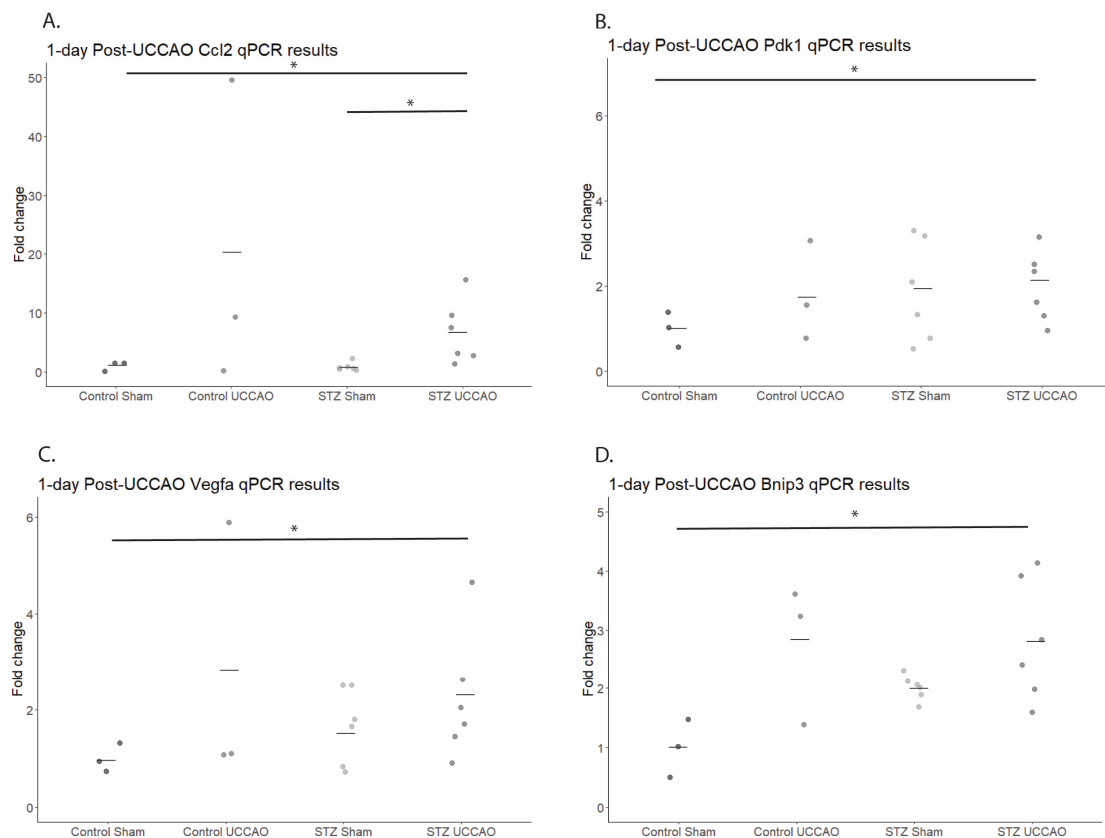 A.
1-day Post-UCCAO Ccl2 qPCR results
*
*
50
40
30
20
10
0
Fold change
Control Sham
Control UCCAO
STZ Sham
STZ UCCAO
B.
1-day Post-UCCAO Pdk1 qPCR results
*
6
4
2
0
Fold change
Control Sham
Control UCCAO
STZ Sham
STZ UCCAO
C.
1-day Post-UCCAO Vegfa qPCR results
*
6
4
2
0
Fold change
Control Sham
Control UCCAO
STZ Sham
STZ UCCAO
D.
1-day Post-UCCAO Bnip3 qPCR results
*
5
4
3
2
1
0
Fold change
Control Sham
Control UCCAO
STZ Sham
STZ UCCAO